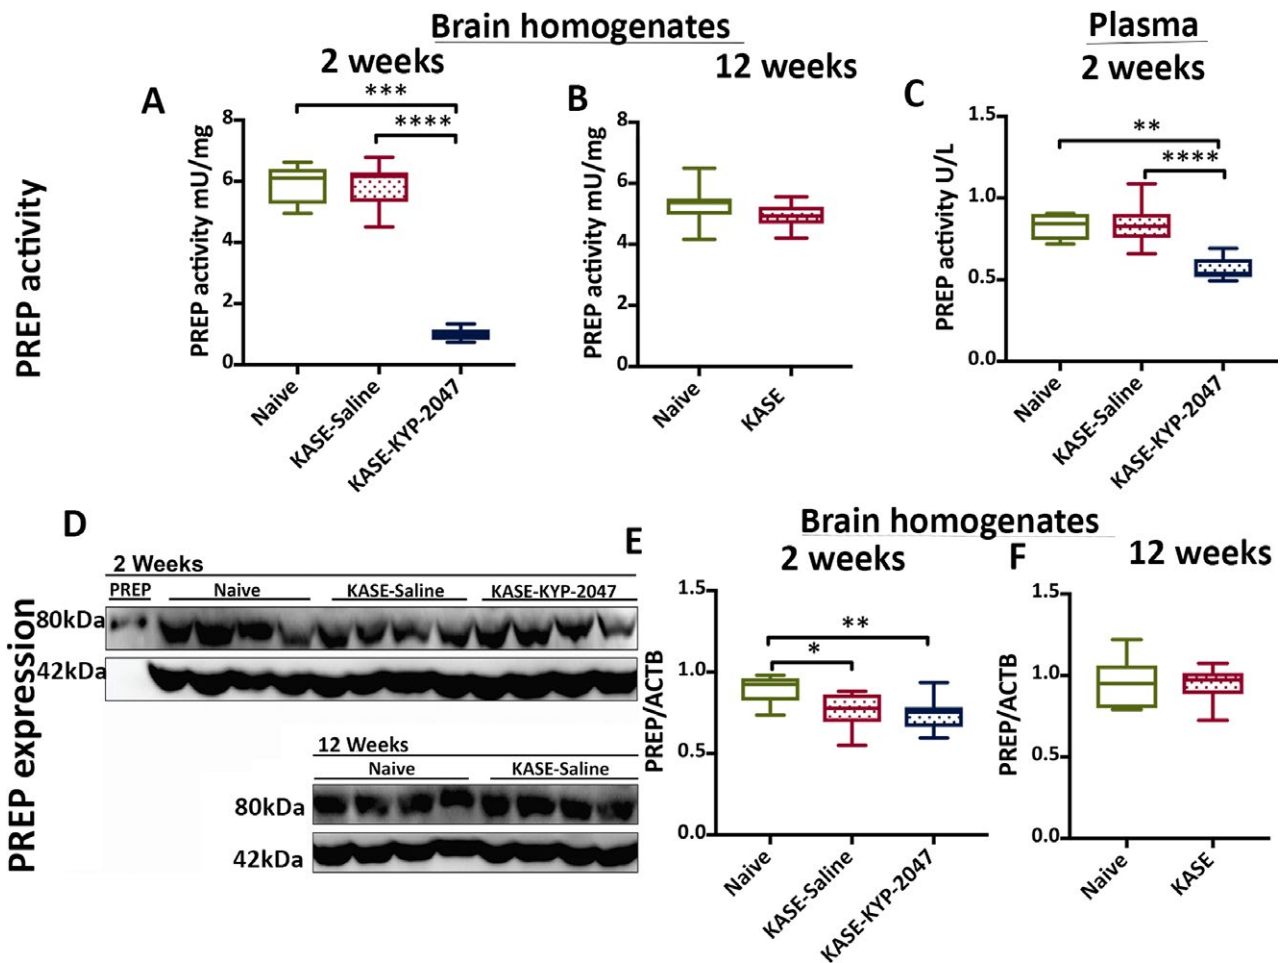 Brain homogenates
Plasma
2 weeks
12 weeks
2 weeks
PREP activity
A
PREP activity mU/mg
8
6
4
2
0
***
****
Naive
KASE-Saline
KASE-KYP-2047
B
PREP activity mU/mg
8
6
4
2
0
Naive
KASE
C
PREP activity U/L
1.5
1.0
0.5
0.0
**
****
Naive
KASE-Saline
KASE-KYP-2047
PREP expression
D
2 Weeks
PREP Naive KASE-Saline KASE-KYP-2047
80kDa
42kDa
12 Weeks
Naive KASE-Saline
80kDa
42kDa
Brain homogenates
2 weeks
12 weeks
E
PREP/ACTB
1.5
1.0
0.5
0.0
**
*
Naive
KASE-Saline
KASE-KYP-2047
F
PREP/ACTB
1.5
1.0
0.5
0.0
Naive
KASE